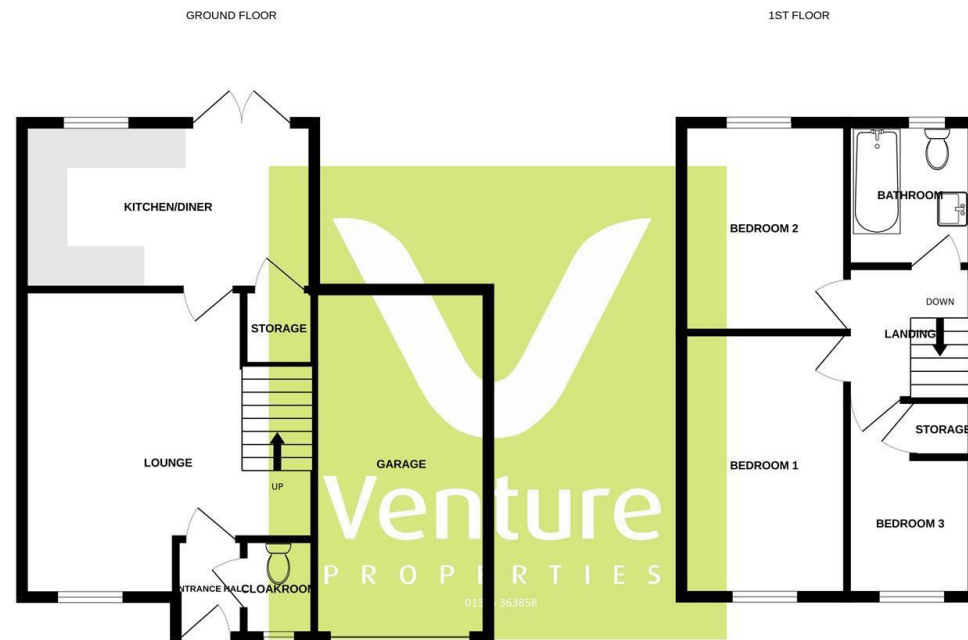 GROUND FLOOR
1ST FLOOR
KITCHEN/DINER
STORAGE
LOUNGE
UP
GARAGE
CLOAKROOM
BATHROOM
BEDROOM 2
DOWN
LANDING
STORAGE
BEDROOM 1
BEDROOM 3
Venture
PROPERTIES
363858